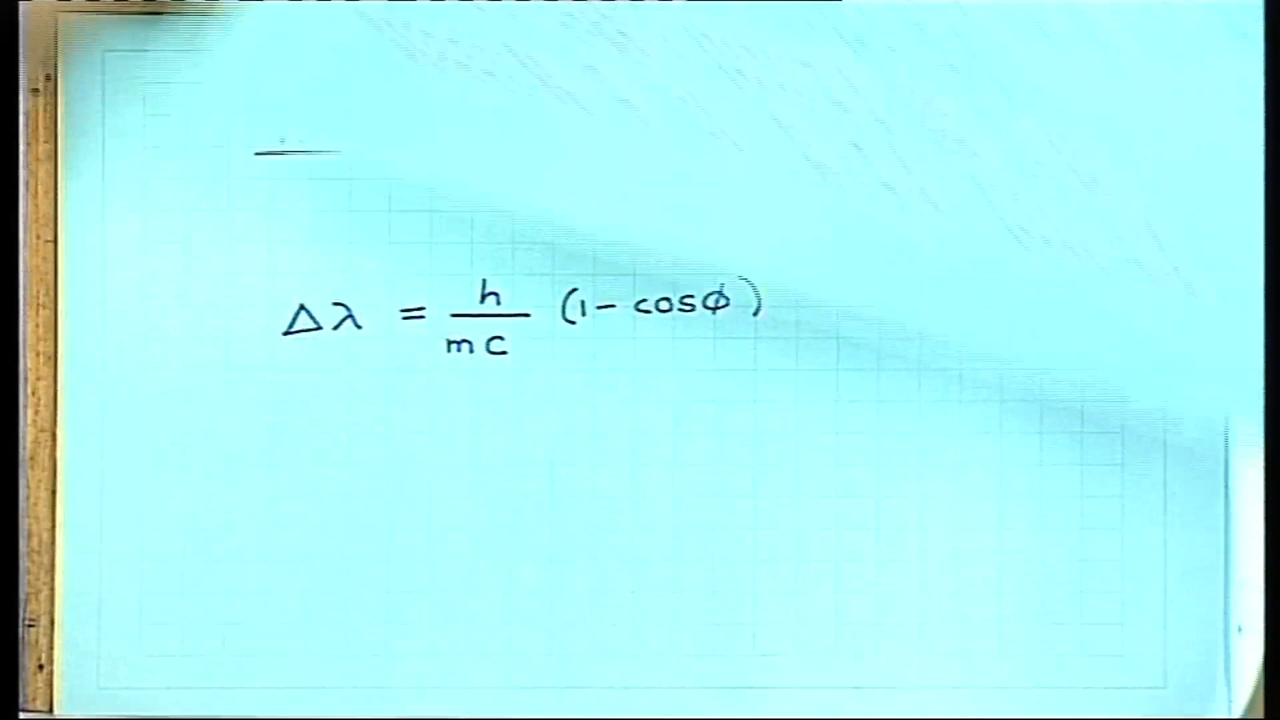 Δλ = h/mc (1 - cosϕ)